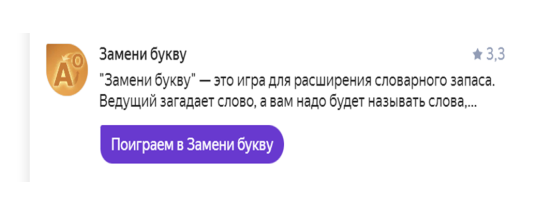 Замени букву
3,3
"Замени букву" — это игра для расширения словарного запаса.
Ведущий загадает слово, а вам надо будет называть слова,...
Поиграем в Замени букву